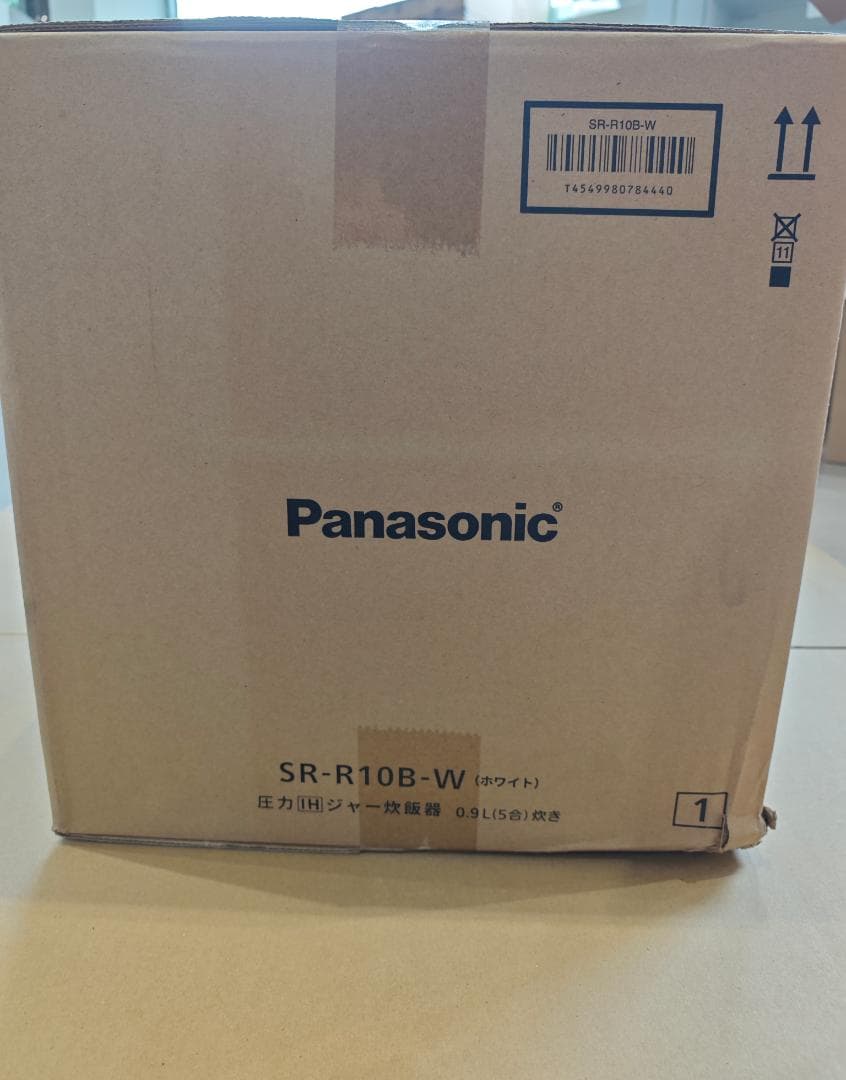 SR-R10B-W
T4549980784440
11
Panasonic®
SR-R10B-W (ホワイト)
圧力IHジャー炊飯器 0.9L(5合)炊き
1